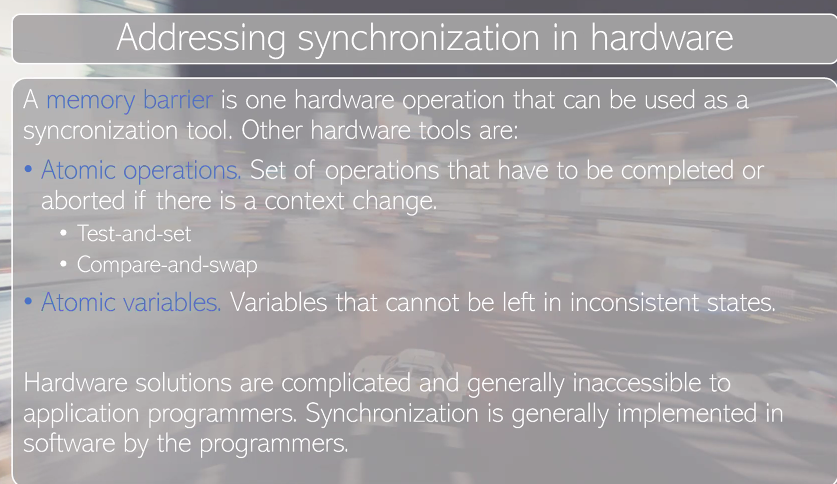 Addressing synchronization in hardware
A memory barrier is one hardware operation that can be used as a
syncronization tool. Other hardware tools are:
• Atomic operations. Set of operations that have to be completed or
aborted if there is a context change.
• Test-and-set
• Compare-and-swap
• Atomic variables. Variables that cannot be left in inconsistent states.
Hardware solutions are complicated and generally inaccessible to
application programmers. Synchronization is generally implemented in
software by the programmers.